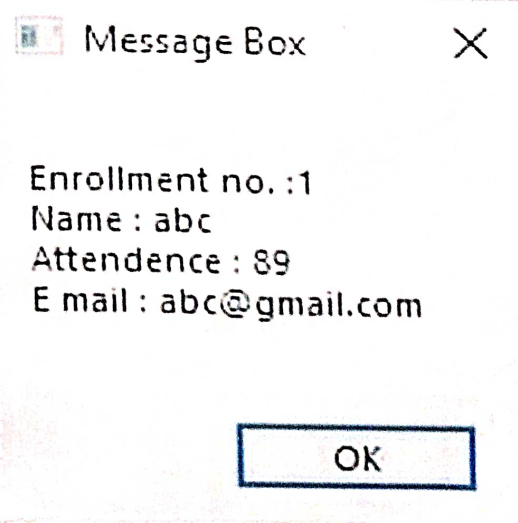 Message Box
Enrollment no. :1
Name : abc
Attendence : 89
E mail : abc@gmail.com
OK